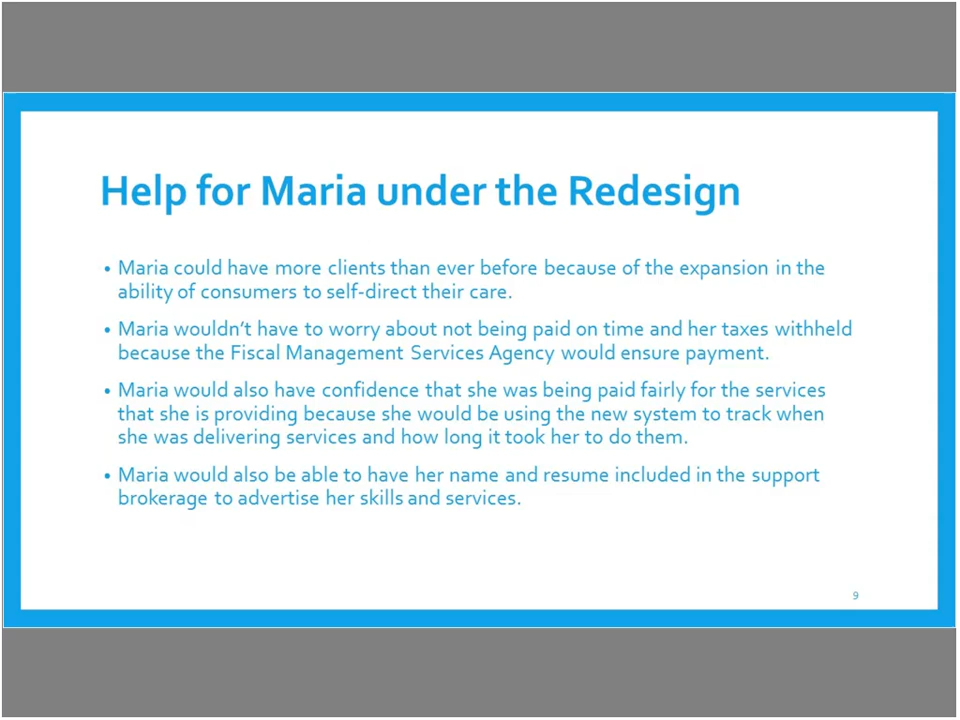 Help for Maria under the Redesign
• Maria could have more clients than ever before because of the expansion in the
ability of consumers to self-direct their care.
• Maria wouldn’t have to worry about not being paid on time and her taxes withheld
because the Fiscal Management Services Agency would ensure payment.
• Maria would also have confidence that she was being paid fairly for the services
that she is providing because she would be using the new system to track when
she was delivering services and how long it took her to do them.
• Maria would also be able to have her name and resume included in the support
brokerage to advertise her skills and services.
9